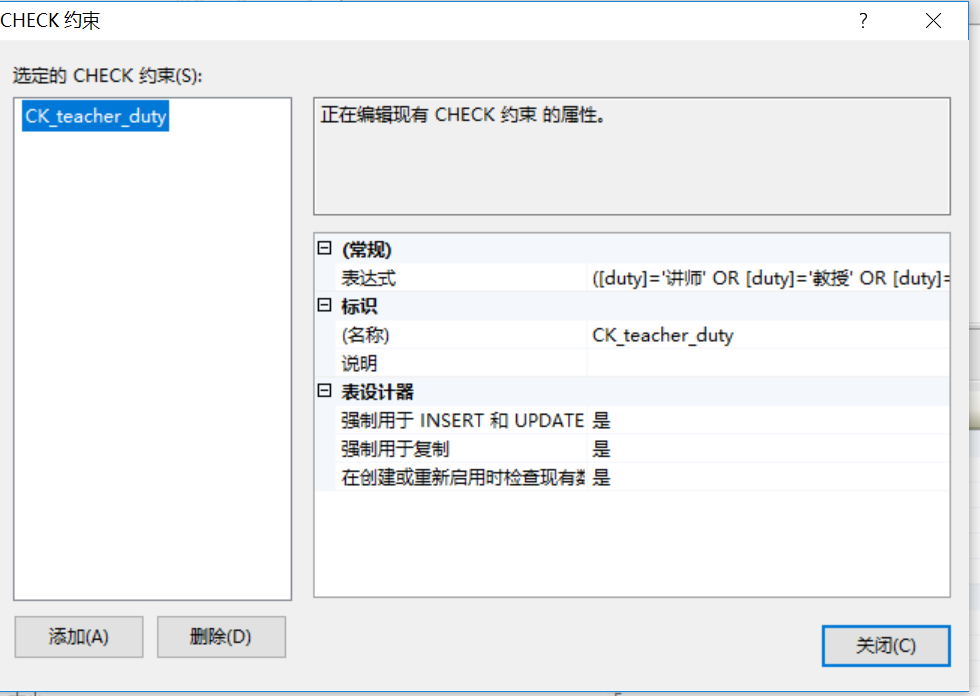 CHECK 约束
选定的 CHECK 约束(S):
CK_teacher_duty
正在编辑现有 CHECK 约束 的属性。
(常规)
表达式 ([duty]='讲师' OR [duty]='教授' OR [duty]=
标识
(名称) CK_teacher_duty
说明
表设计器
强制用于 INSERT 和 UPDATE 是
强制用于复制 是
在创建或重新启用时检查现有数 是
添加(A) 删除(D)
关闭(C)